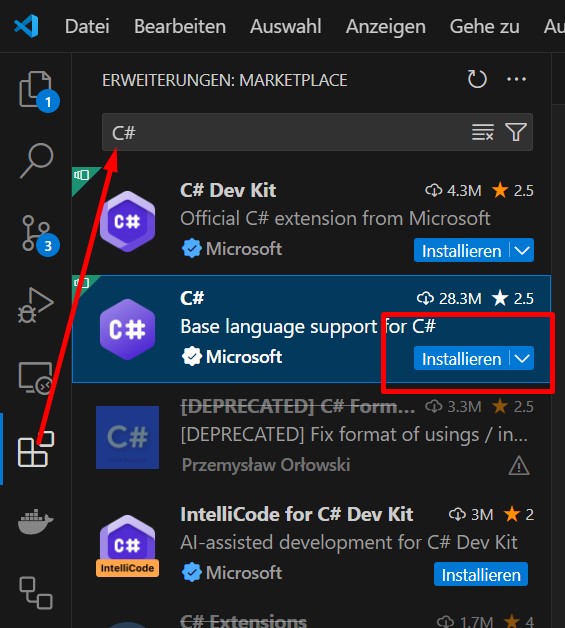 Datei Bearbeiten Auswahl Anzeigen Gehe zu Au
ERWEITERUNGEN: MARKETPLACE
1
C#
C# Dev Kit 4.3M 2.5
Official C# extension from Microsoft
Microsoft Installieren
3
C# 28.3M 2.5
Base language support for C#
Microsoft Installieren
[DEPRECATED] C# Form... 3.3M 2.5
[DEPRECATED] Fix format of usings / in...
Przemysław Orłowski
IntelliCode for C# Dev Kit 3M 2
AI-assisted development for C# Dev Kit
IntelliCode
Microsoft Installieren
C# Extensions 1.7M 4